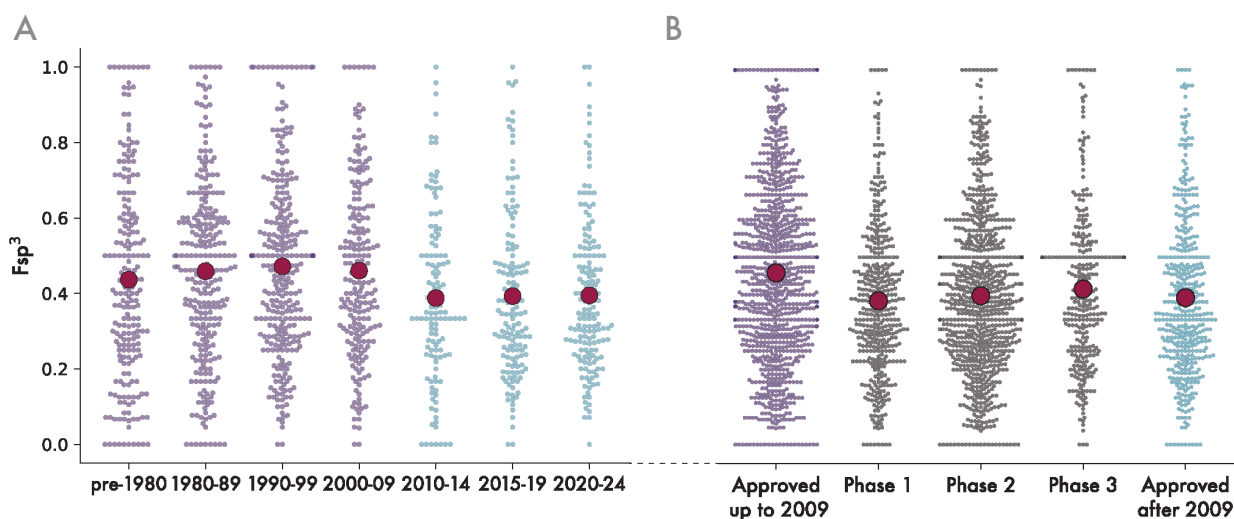 A
B
Fsp³
1.0
0.8
0.6
0.4
0.2
0.0
pre-1980 1980-89 1990-99 2000-09 2010-14 2015-19 2020-24
Approved up to 2009
Phase 1
Phase 2
Phase 3
Approved after 2009